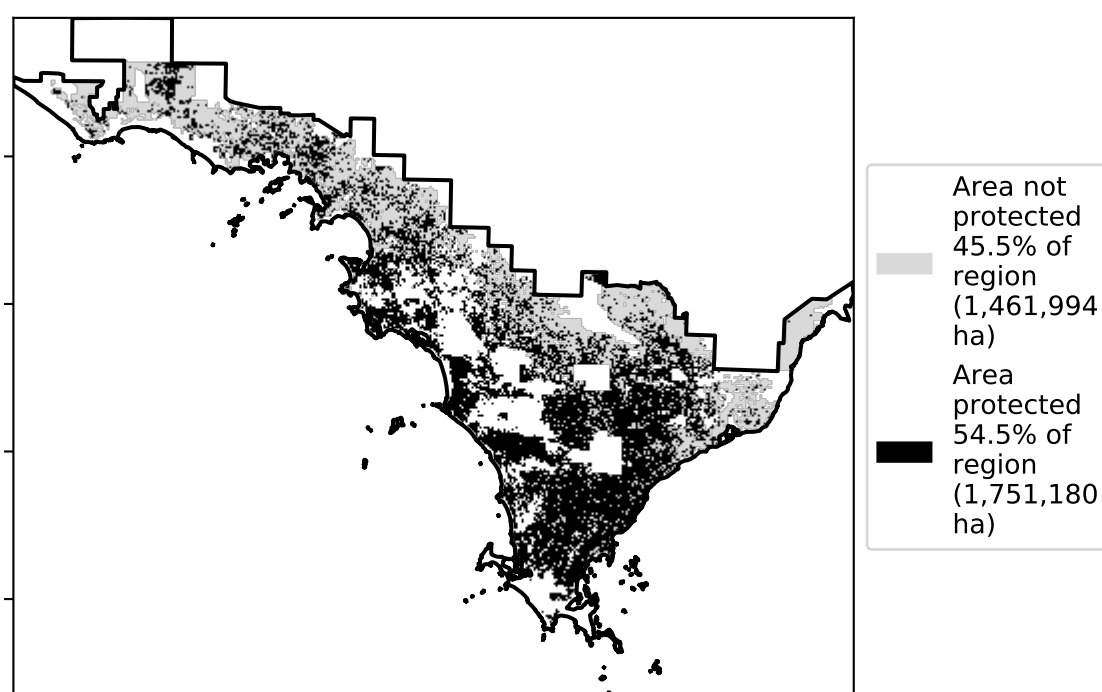 Area not
protected
45.5% of
region
(1,461,994
ha)
Area
protected
54.5% of
region
(1,751,180
ha)